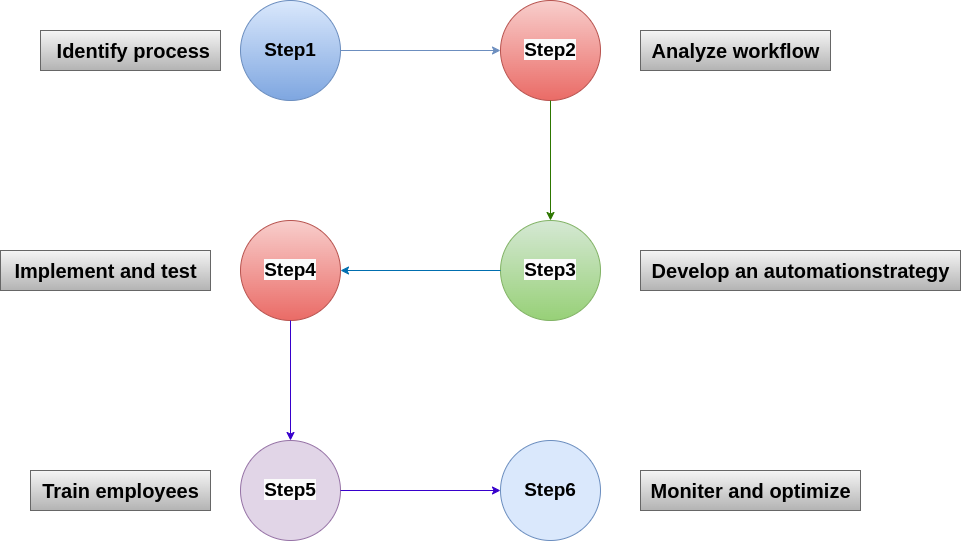 Identify process
Step1
Step2
Analyze workflow
Implement and test
Step4
Step3
Develop an automationstrategy
Train employees
Step5
Step6
Moniter and optimize